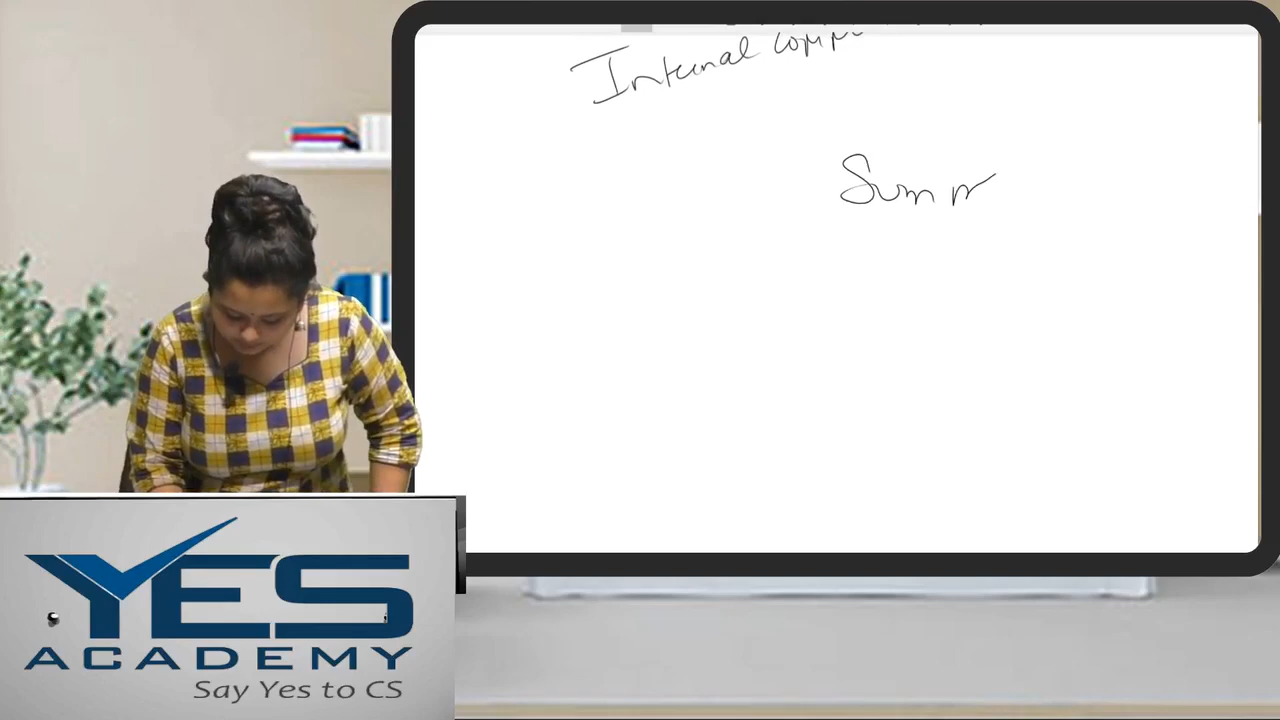 Internal
Sum
YES
ACADEMY
Say Yes to CS